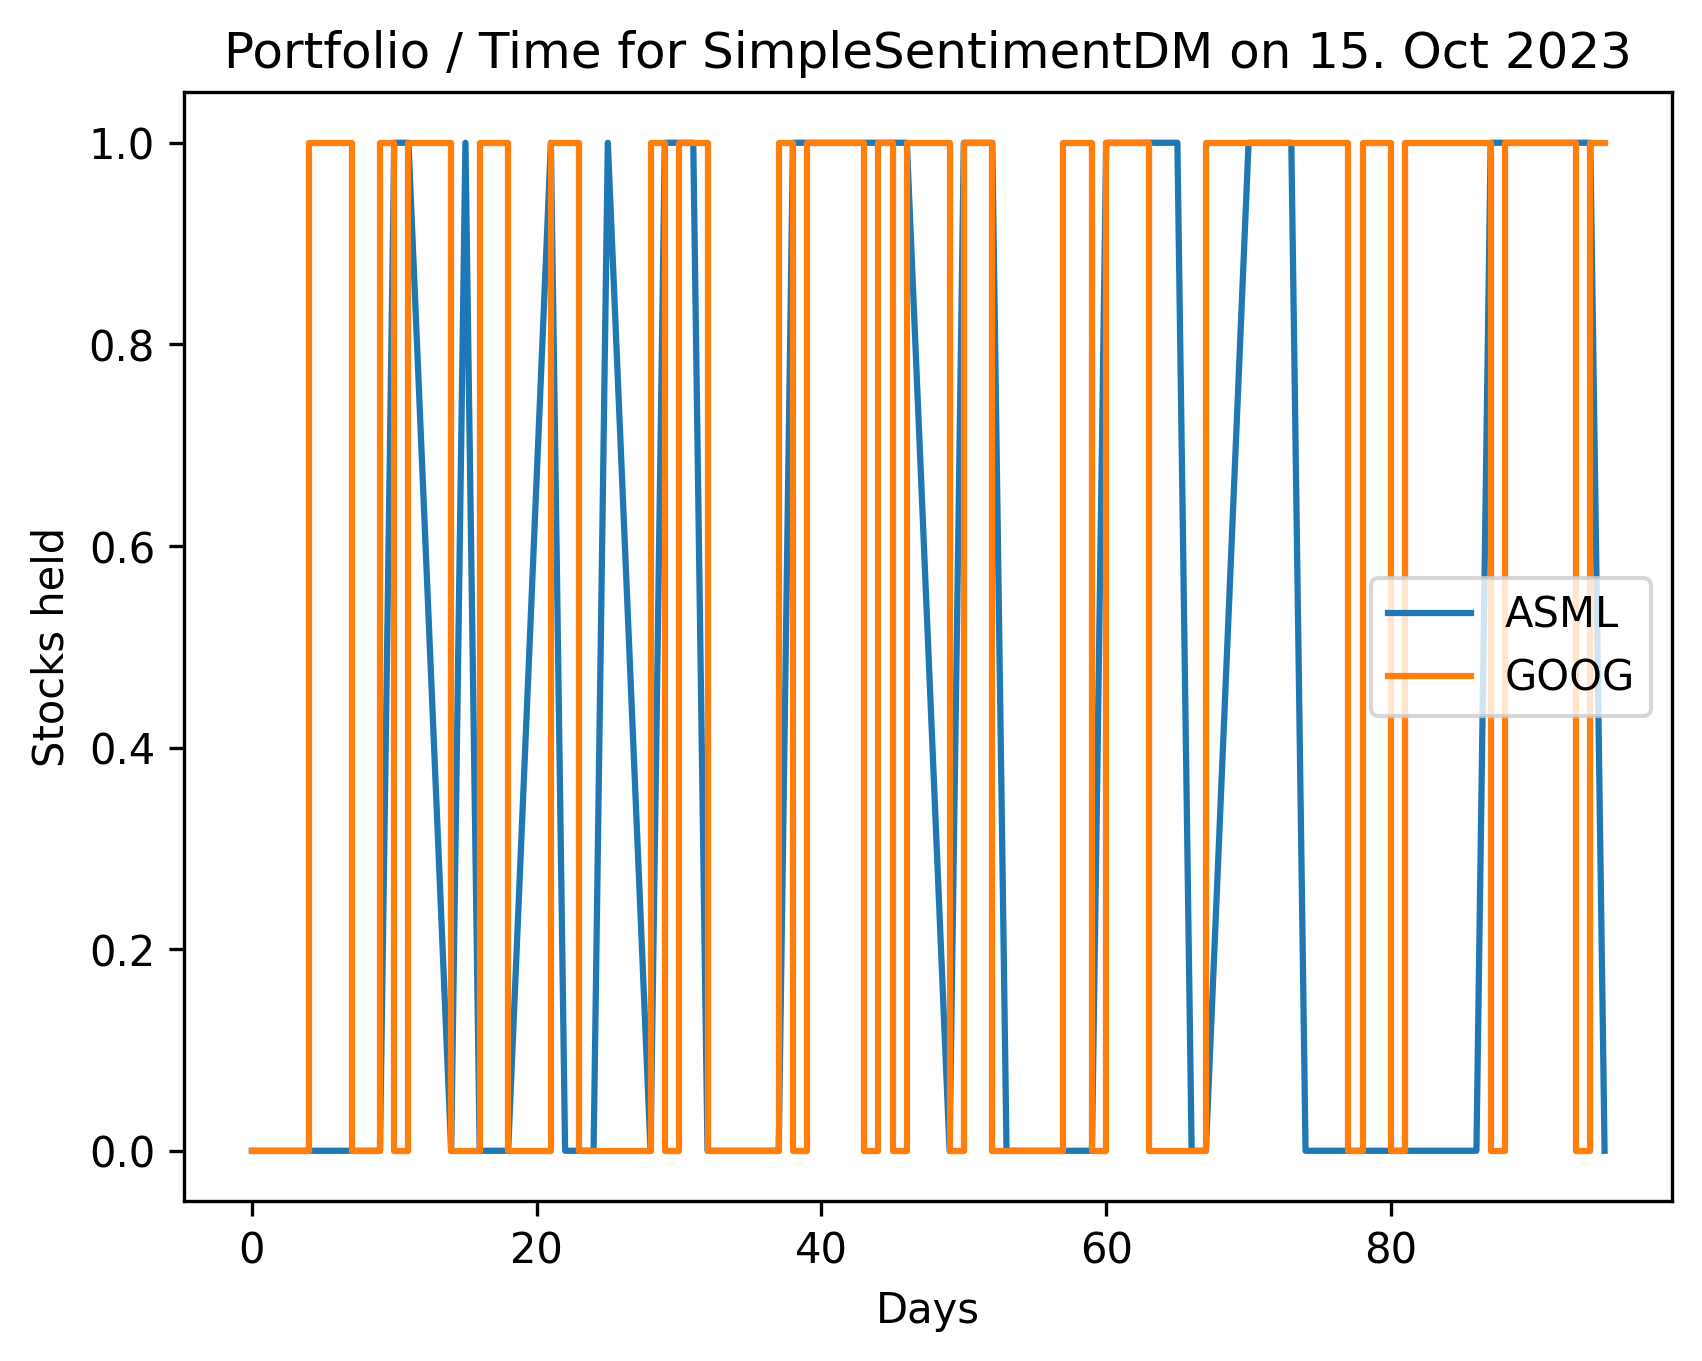 Portfolio / Time for SimpleSentimentDM on 15. Oct 2023
1.0
0.8
0.6
0.4
0.2
0.0
Stocks held
ASML
GOOG
0 20 40 60 80
Days